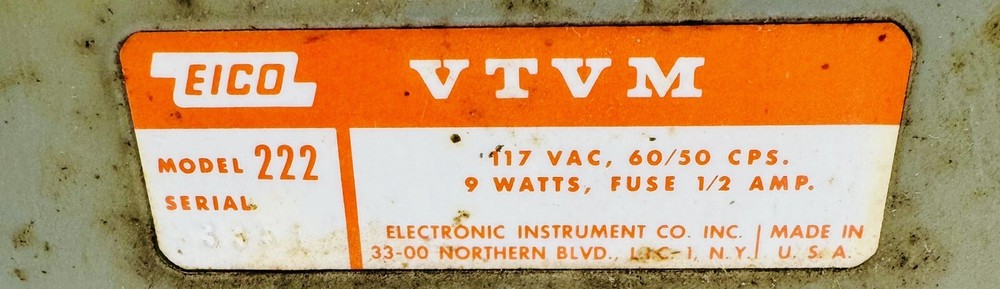 EICO VTVM
MODEL 222
SERIAL
117 VAC, 60/50 CPS.
9 WATTS, FUSE 1/2 AMP.
ELECTRONIC INSTRUMENT CO. INC.
33-00 NORTHERN BLVD., L.I.C-1, N.Y.
MADE IN
U. S. A.